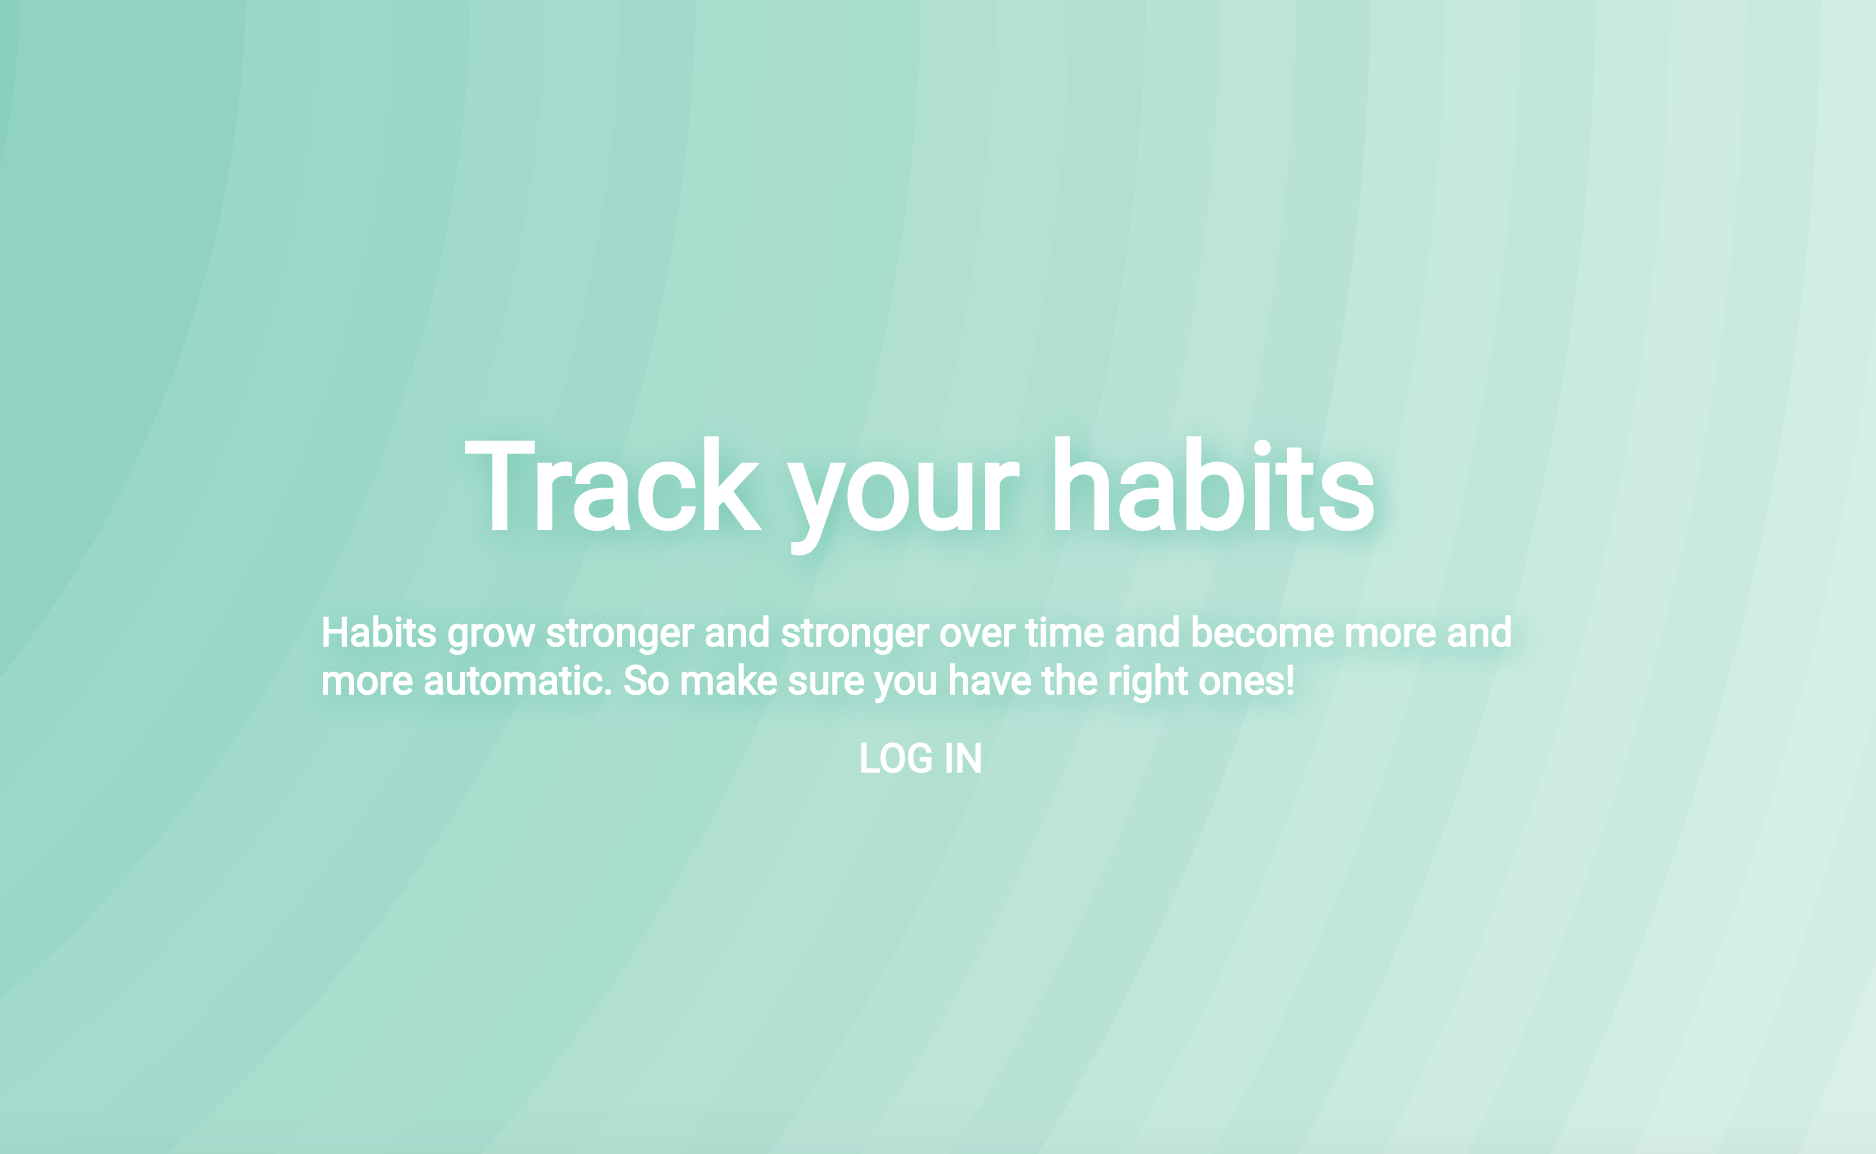 Track your habits
Habits grow stronger and stronger over time and become more and
more automatic. So make sure you have the right ones!
LOG IN